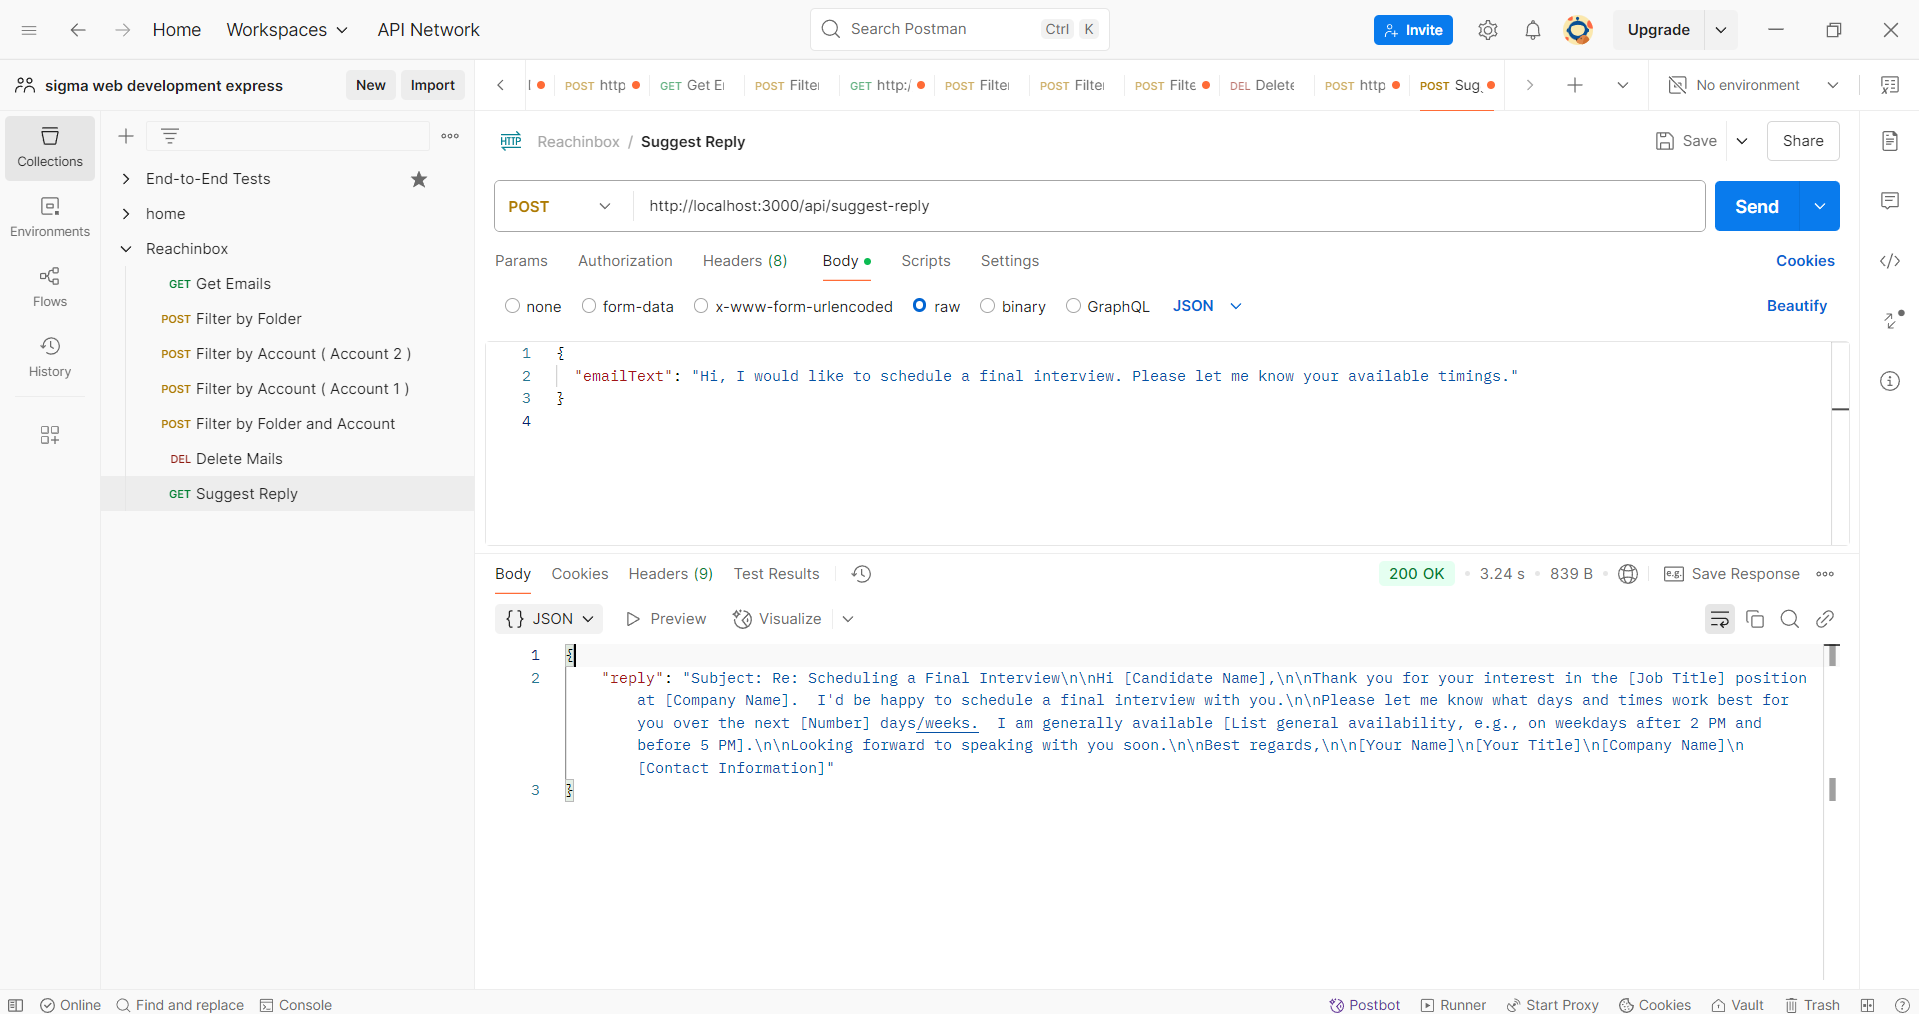 Home Workspaces API Network Search Postman Ctrl K Invite Upgrade
sigma web development express New Import POST http GET Get E POST Filte GET http:/ POST Filte POST Filte POST Filte DEL Delete POST http POST Sug No environment
Collections
Environments
Flows
History
End-to-End Tests
home
Reachinbox
GET Get Emails
POST Filter by Folder
POST Filter by Account ( Account 2 )
POST Filter by Account ( Account 1 )
POST Filter by Folder and Account
DEL Delete Mails
GET Suggest Reply
HTTP Reachinbox / Suggest Reply Save Share
POST http://localhost:3000/api/suggest-reply Send
Params Authorization Headers (8) Body Scripts Settings Cookies
none form-data x-www-form-urlencoded raw binary GraphQL JSON Beautify
1 {
2 "emailText": "Hi, I would like to schedule a final interview. Please let me know your available timings."
3 }
4
Body Cookies Headers (9) Test Results 200 OK 3.24 s 839 B e.g. Save Response
{} JSON Preview Visualize
1 {
2 "reply": "Subject: Re: Scheduling a Final Interview\n\nHi [Candidate Name],\n\nThank you for your interest in the [Job Title] position
at [Company Name].  I'd be happy to schedule a final interview with you.\n\nPlease let me know what days and times work best for
you over the next [Number] days/weeks.  I am generally available [List general availability, e.g., on weekdays after 2 PM and
before 5 PM].\n\nLooking forward to speaking with you soon.\n\nBest regards,\n\n[Your Name]\n[Your Title]\n[Company Name]\n
[Contact Information]"
3 }
Online Find and replace Console Postbot Runner Start Proxy Cookies Vault Trash